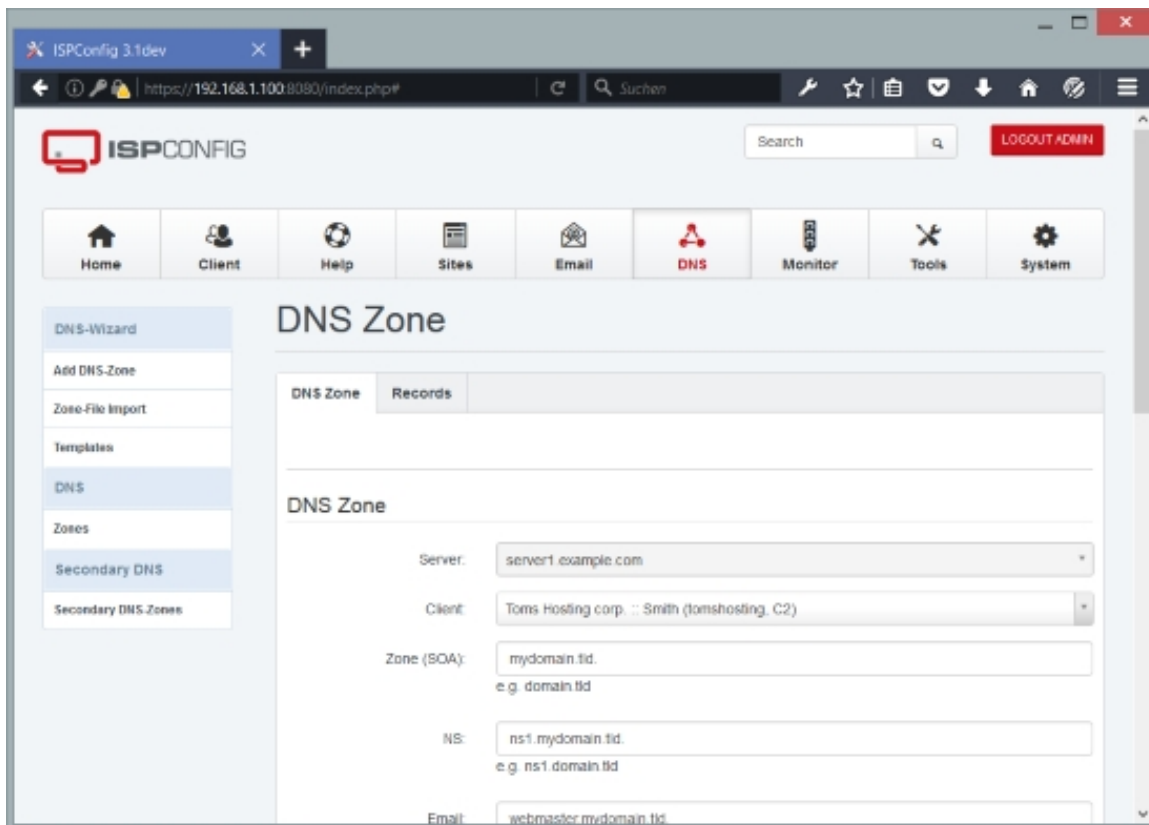 ISPConfig 3.1dev
https://192.168.1.100:8080/index.php#
Suchen
ISPCONFIG
Search
LOGOUT ADMIN
Home Client Help Sites Email DNS Monitor Tools System
DNS-Wizard
Add DNS-Zone
Zone-File Import
Templates
DNS
Zones
Secondary DNS
Secondary DNS-Zones
DNS Zone
DNS Zone Records
DNS Zone
Server: server1.example.com
Client: Toms Hosting corp. :: Smith (tomshosting, C2)
Zone (SOA): mydomain.tld.
e.g. domain.tld
NS: ns1.mydomain.tld.
e.g. ns1.domain.tld
Email: webmaster.mydomain.tld.